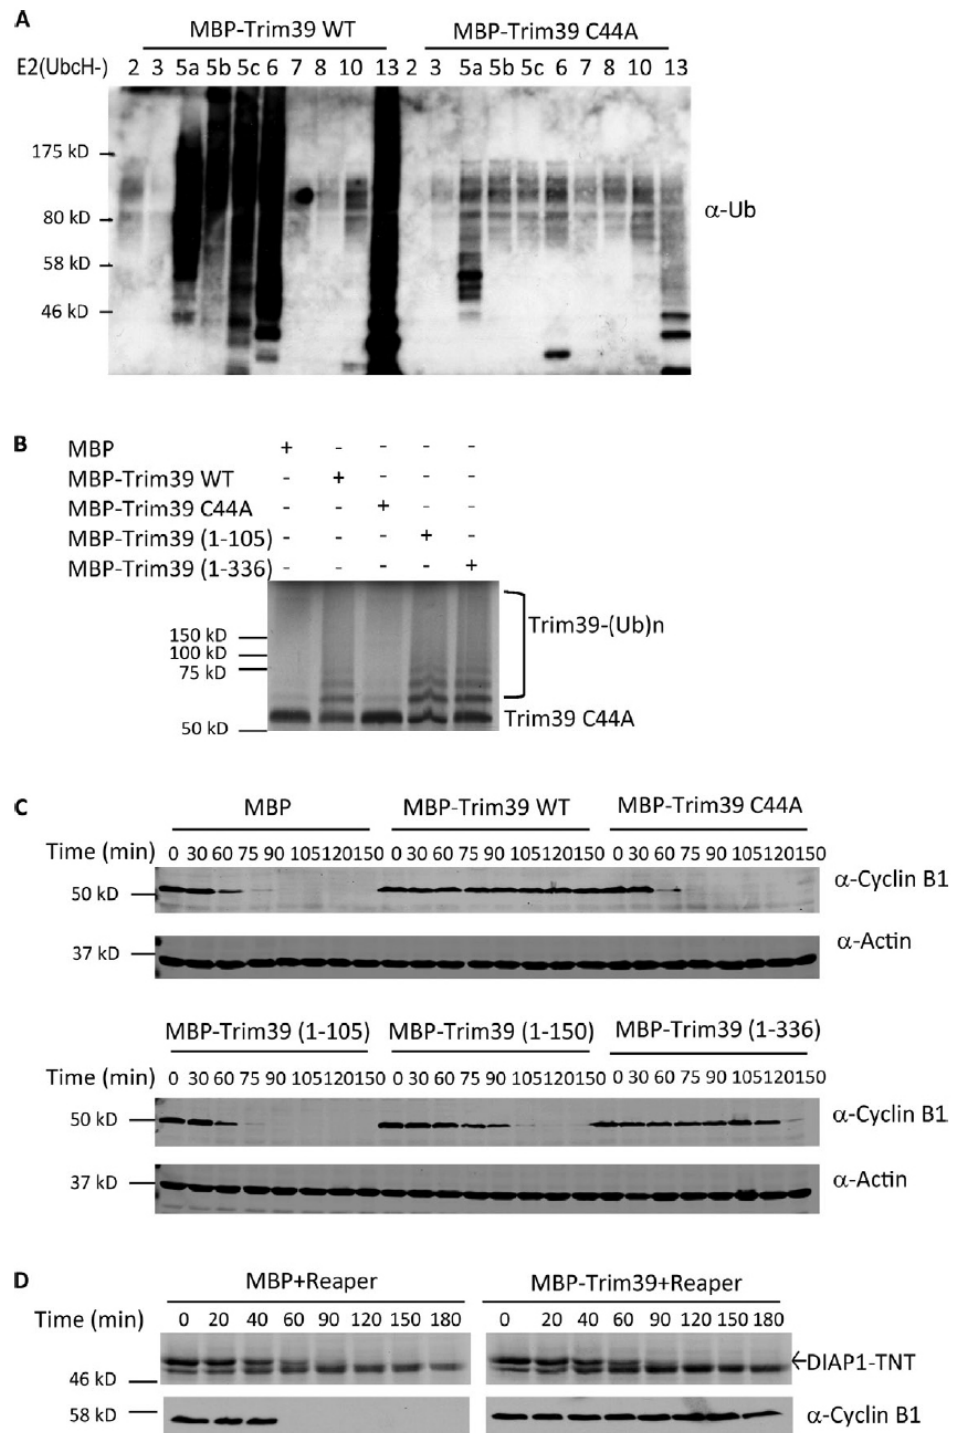 A
MBP-Trim39 WT MBP-Trim39 C44A
E2(UbcH-) 2 3 5a 5b 5c 6 7 8 10 13 2 3 5a 5b 5c 6 7 8 10 13
175 kD
80 kD
α-Ub
58 kD
46 kD
B
MBP + - - - -
MBP-Trim39 WT - + - - -
MBP-Trim39 C44A - - + - -
MBP-Trim39 (1-105) - - - + -
MBP-Trim39 (1-336) - - - - +
Trim39-(Ub)n
150 kD
100 kD
75 kD
Trim39 C44A
50 kD
C
MBP MBP-Trim39 WT MBP-Trim39 C44A
Time (min) 0 30 60 75 90 105 120 150 0 30 60 75 90 105 120 150 0 30 60 75 90 105 120 150
50 kD α-Cyclin B1
37 kD α-Actin
MBP-Trim39 (1-105) MBP-Trim39 (1-150) MBP-Trim39 (1-336)
Time (min) 0 30 60 75 90 105 120 150 0 30 60 75 90 105 120 150 0 30 60 75 90 105 120 150
50 kD α-Cyclin B1
37 kD α-Actin
D
MBP+Reaper MBP-Trim39+Reaper
Time (min) 0 20 40 60 90 120 150 180 0 20 40 60 90 120 150 180
←DIAP1-TNT
46 kD
58 kD α-Cyclin B1